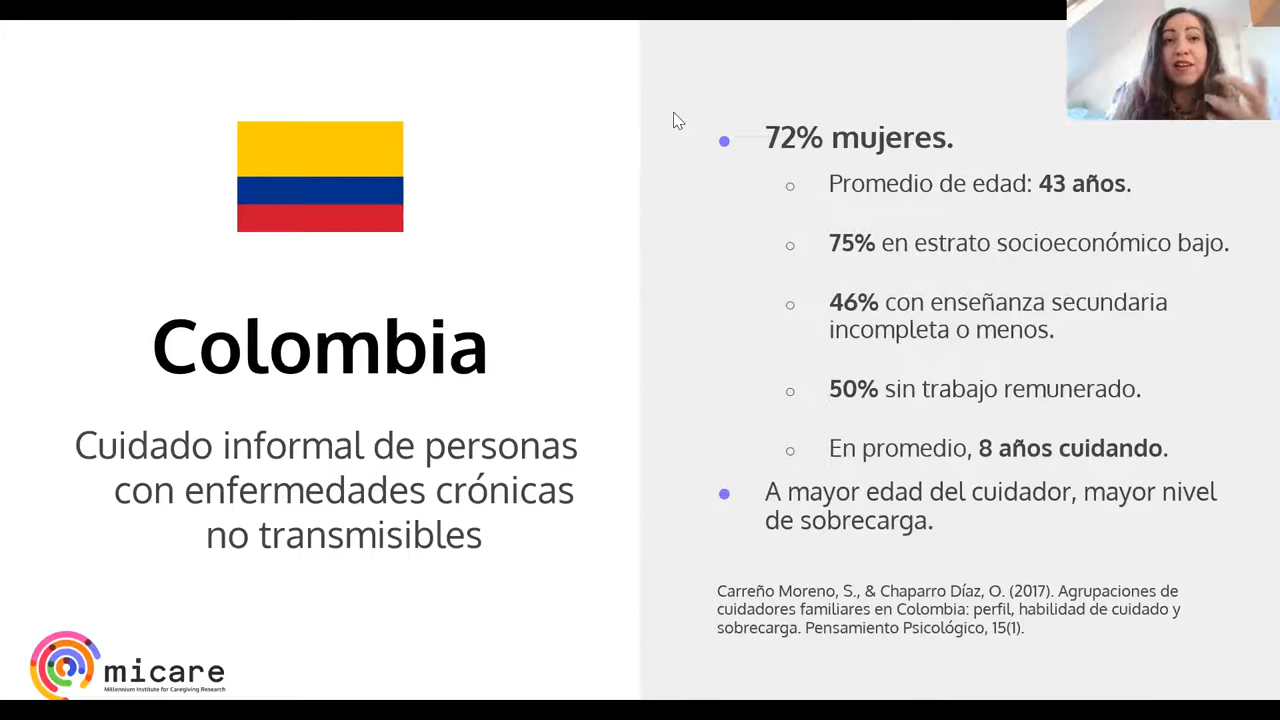 Colombia
Cuidado informal de personas
con enfermedades crónicas
no transmisibles
micare
Millennium Institute for Caregiving Research
72% mujeres.
Promedio de edad: 43 años.
75% en estrato socioeconómico bajo.
46% con enseñanza secundaria
incompleta o menos.
50% sin trabajo remunerado.
En promedio, 8 años cuidando.
A mayor edad del cuidador, mayor nivel
de sobrecarga.
Carreño Moreno, S., & Chaparro Díaz, O. (2017). Agrupaciones de
cuidadores familiares en Colombia: perfil, habilidad de cuidado y
sobrecarga. Pensamiento Psicológico, 15(1).